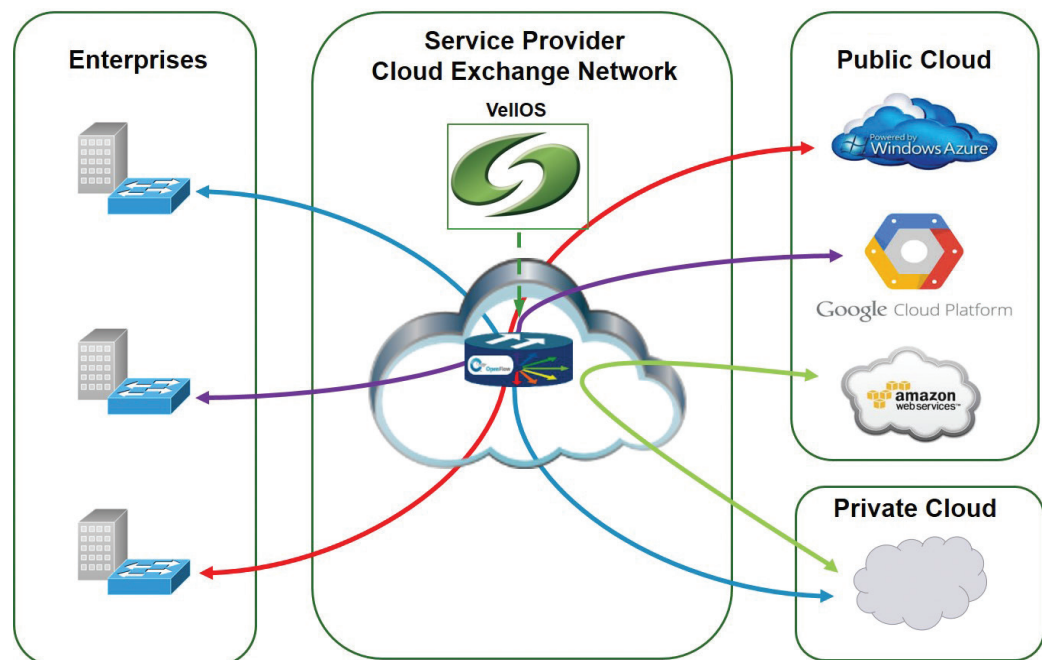 Enterprises
Service Provider
Cloud Exchange Network
VellOS
OpenFlow
Public Cloud
Powered by
Windows Azure
Google Cloud Platform
amazon
web services™
Private Cloud